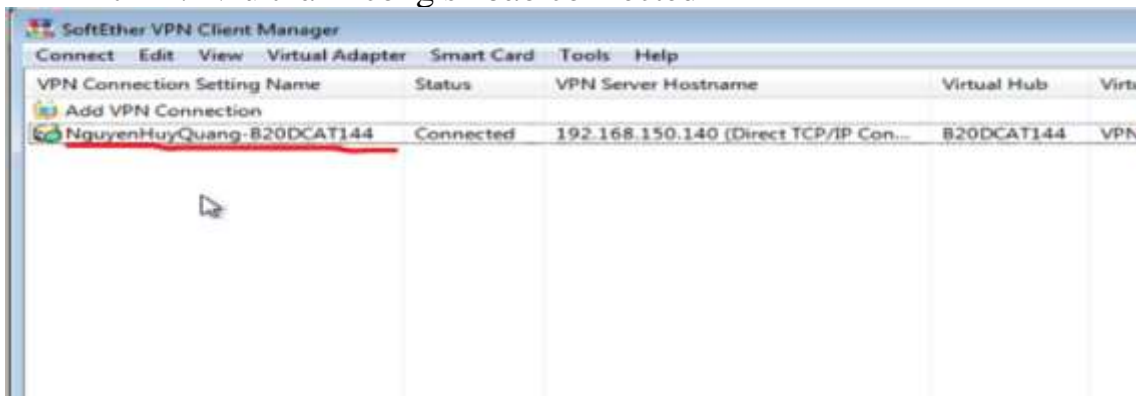 SoftEther VPN Client Manager
Connect Edit View Virtual Adapter Smart Card Tools Help
VPN Connection Setting Name Status VPN Server Hostname Virtual Hub
Add VPN Connection
NguyenHuyQuang-B20DCAT144 Connected 192.168.150.140 (Direct TCP/IP Con... B20DCAT144 VPN